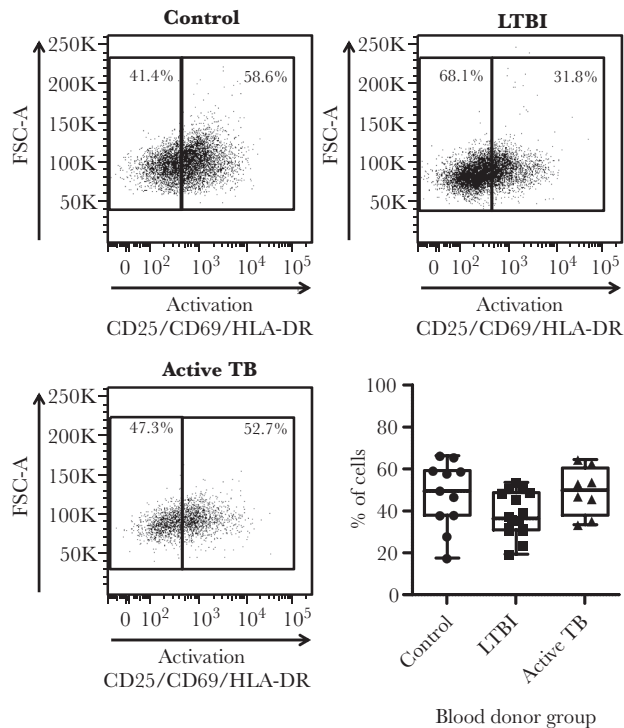 Control
250K
200K
150K
100K
50K
FSC-A
41.4%
58.6%
0 10² 10³ 10⁴ 10⁵
Activation
CD25/CD69/HLA-DR
LTBI
250K
200K
150K
100K
50K
FSC-A
68.1%
31.8%
0 10² 10³ 10⁴ 10⁵
Activation
CD25/CD69/HLA-DR
Active TB
250K
200K
150K
100K
50K
FSC-A
47.3%
52.7%
0 10² 10³ 10⁴ 10⁵
Activation
CD25/CD69/HLA-DR
100
80
60
40
20
0
% of cells
Control
LTBI
Active TB
Blood donor group